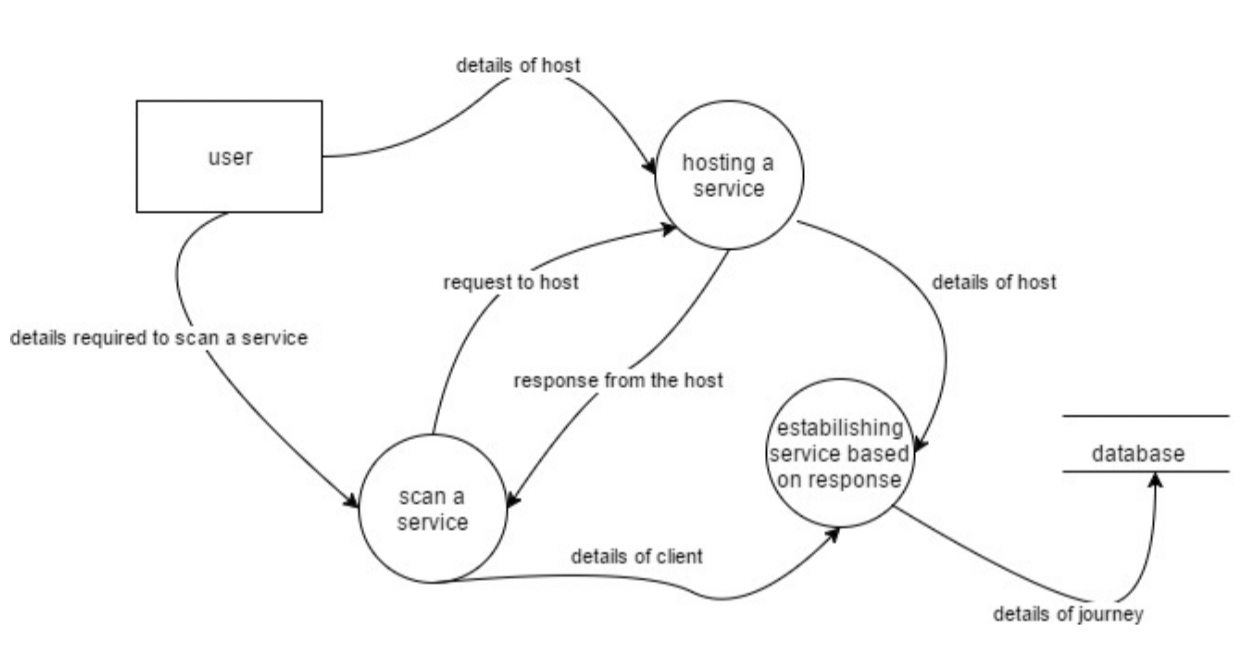 details of host
user
hosting a
service
request to host
details of host
details required to scan a service
response from the host
estabilishing
service based
on response
database
scan a
service
details of client
details of journey